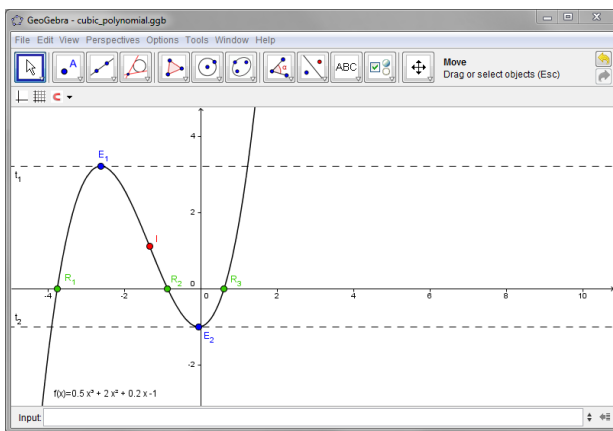 GeoGebra - cubic_polynomial.ggb
File Edit View Perspectives Options Tools Window Help
A
α
ABC
Move
Drag or select objects (Esc)
4
E₁
t₁
2
I
R₁
R₂
0
R₃
-4
-2
0
2
4
6
8
10
t₂
E₂
-2
f(x)=0.5 x³ + 2 x² + 0.2 x -1
Input: